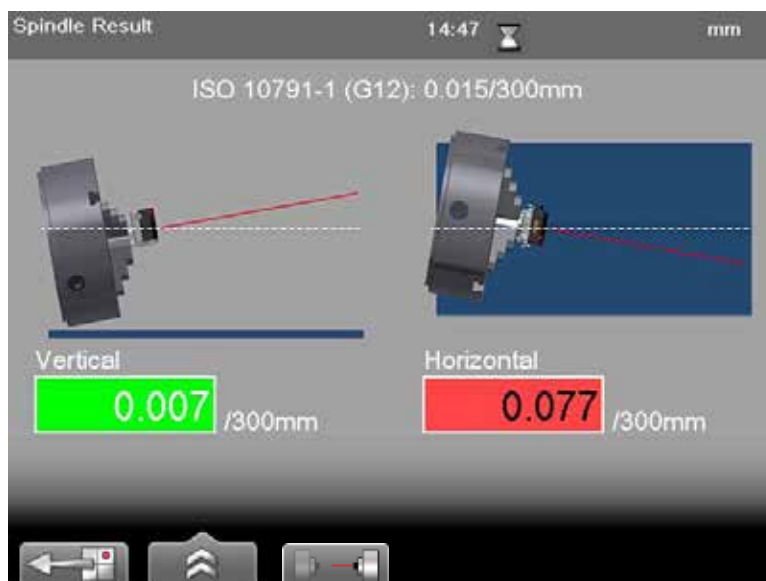 Spindle Result 14:47 mm
ISO 10791-1 (G12): 0.015/300mm
Vertical Horizontal
0.007 /300mm 0.077 /300mm